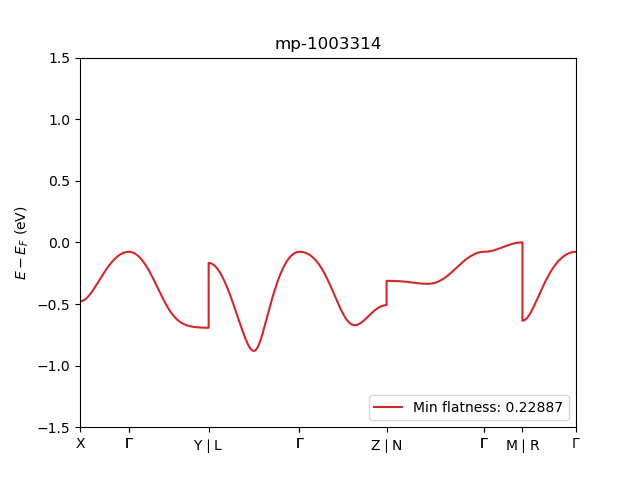 mp-1003314
E − E_F (eV)
1.5
1.0
0.5
0.0
−0.5
−1.0
−1.5
Min flatness: 0.22887
X Γ Y | L Γ Z | N Γ M | R Γ